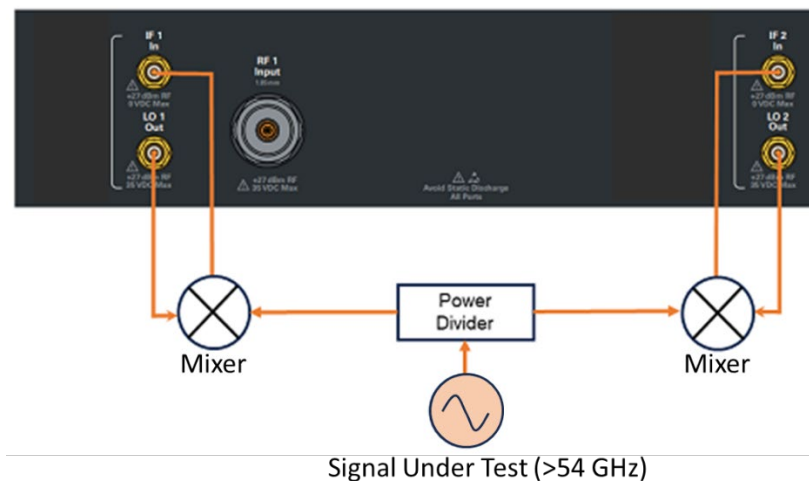 IF 1
In
+27 dBm RF
0 VDC Max
LO 1
Out
+27 dBm RF
35 VDC Max
RF 1
Input
1.85 mm
+27 dBm RF
35 VDC Max
Avoid Static Discharge
All Ports
IF 2
In
+27 dBm RF
0 VDC Max
LO 2
Out
+27 dBm RF
35 VDC Max
Mixer
Power
Divider
Mixer
Signal Under Test (>54 GHz)